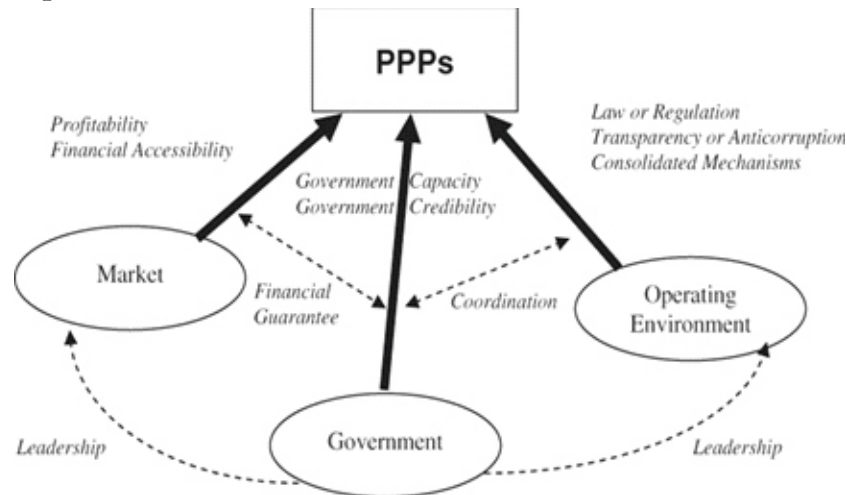 PPPs
Profitability
Financial Accessibility
Law or Regulation
Transparency or Anticorruption
Consolidated Mechanisms
Government Capacity
Government Credibility
Market
Financial
Guarantee
Coordination
Operating
Environment
Government
Leadership
Leadership